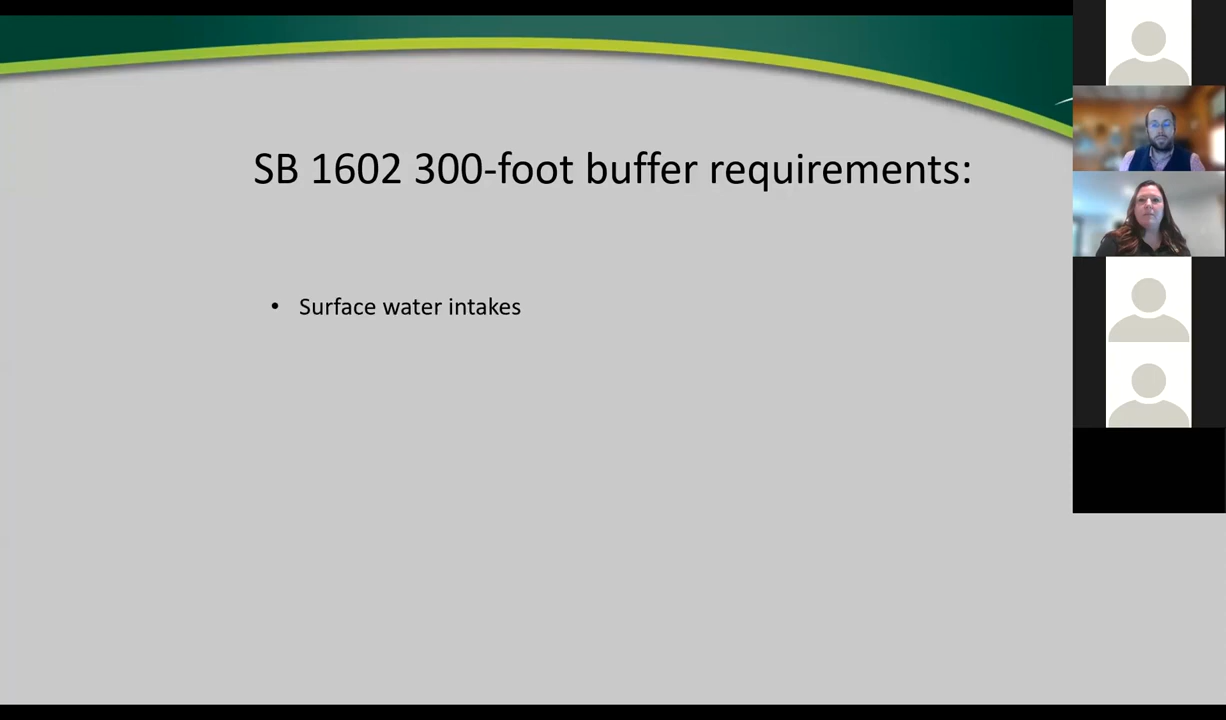 SB 1602 300-foot buffer requirements:
• Surface water intakes